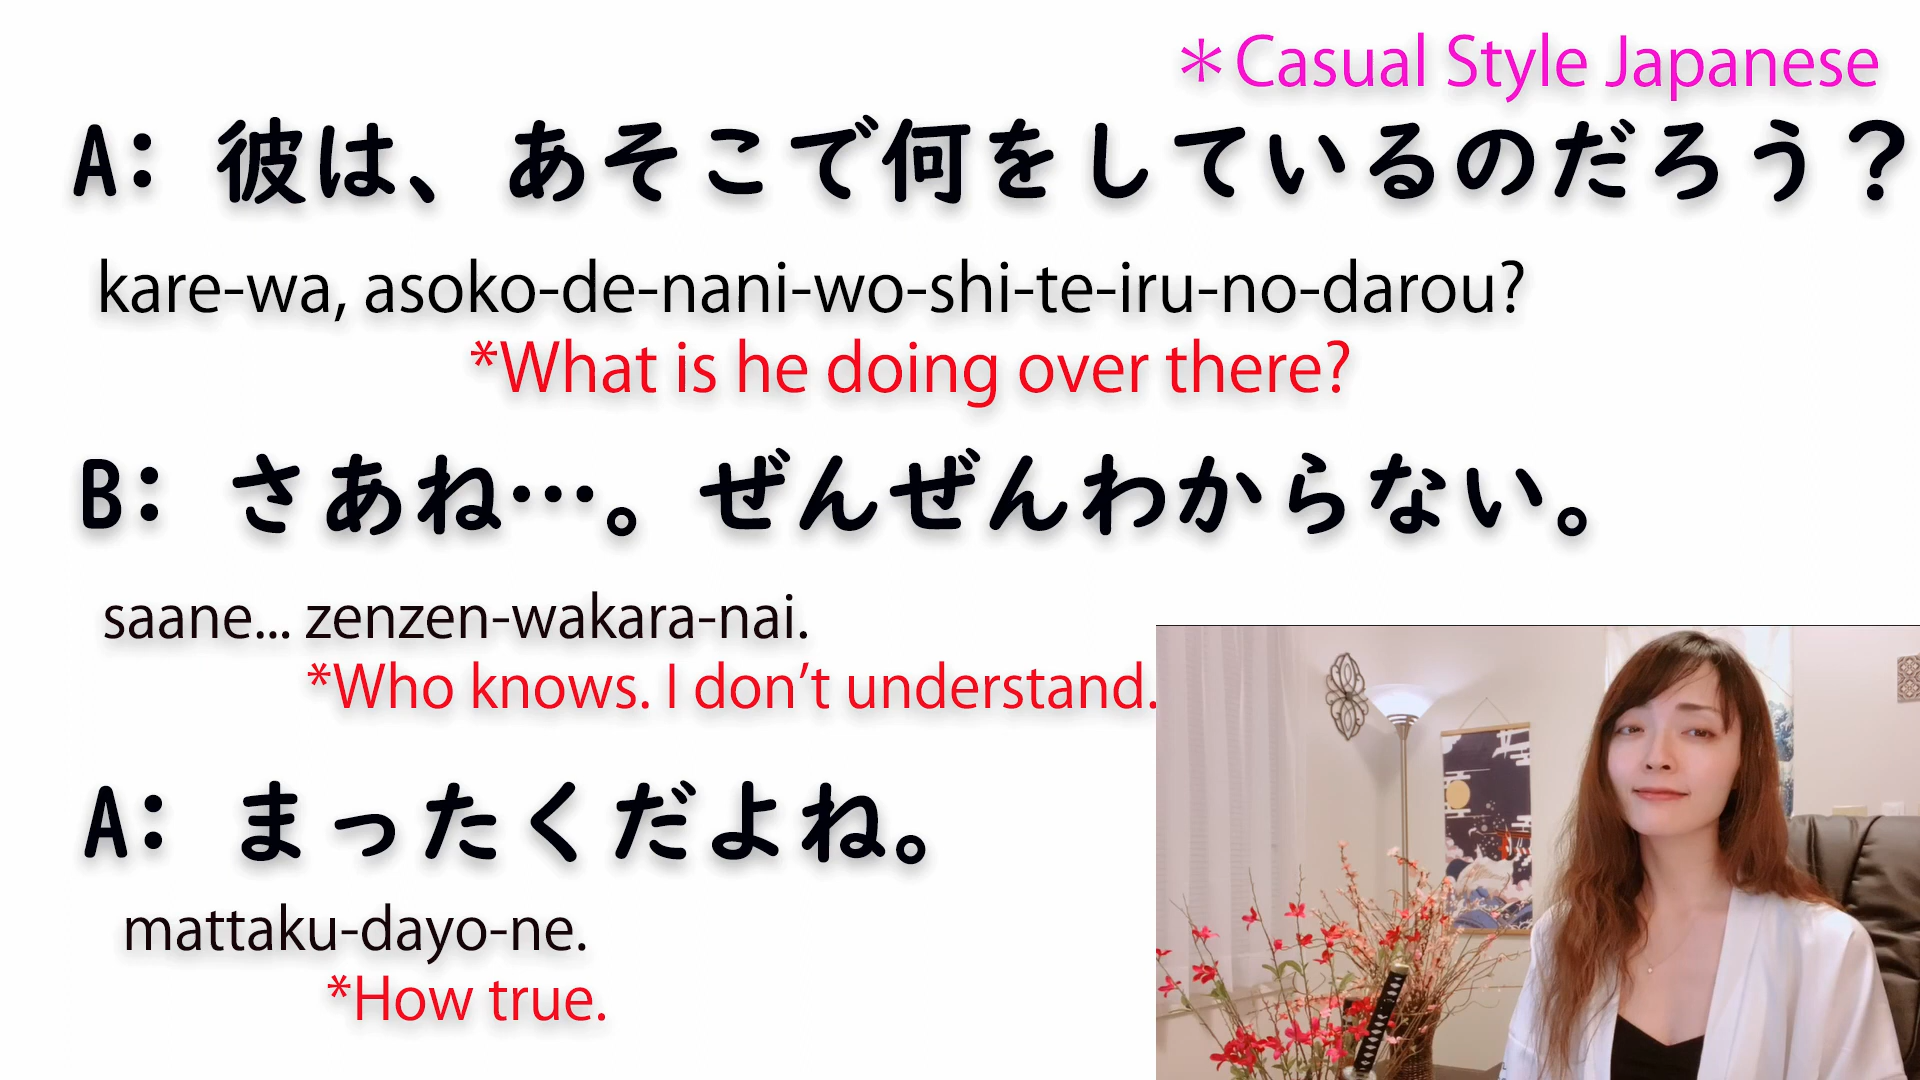 ＊Casual Style Japanese
A: 彼は、あそこで何をしているのだろう？
kare-wa, asoko-de-nani-wo-shi-te-iru-no-darou?
*What is he doing over there?
B: さあね…。ぜんぜんわからない。
saane... zenzen-wakara-nai.
*Who knows. I don’t understand.
A: まったくだよね。
mattaku-dayo-ne.
*How true.